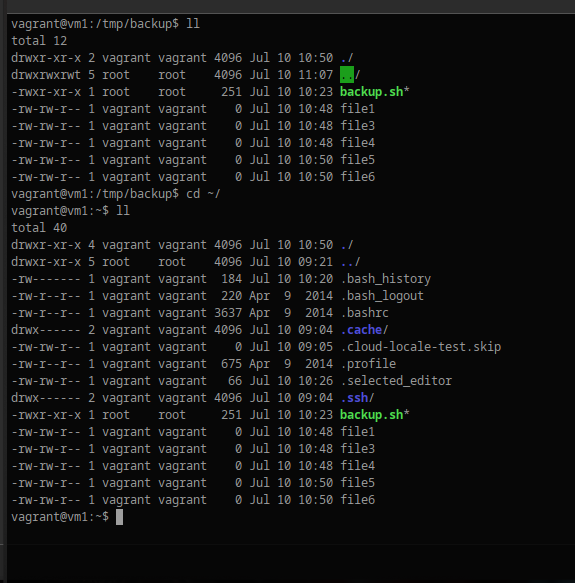 vagrant@vm1:/tmp/backup$ ll
total 12
drwxr-xr-x 2 vagrant vagrant 4096 Jul 10 10:50 ./
drwxrwxrwt 5 root    root    4096 Jul 10 11:07 ../
-rwxr-xr-x 1 root    root     251 Jul 10 10:23 backup.sh*
-rw-rw-r-- 1 vagrant vagrant    0 Jul 10 10:48 file1
-rw-rw-r-- 1 vagrant vagrant    0 Jul 10 10:48 file3
-rw-rw-r-- 1 vagrant vagrant    0 Jul 10 10:48 file4
-rw-rw-r-- 1 vagrant vagrant    0 Jul 10 10:50 file5
-rw-rw-r-- 1 vagrant vagrant    0 Jul 10 10:50 file6
vagrant@vm1:/tmp/backup$ cd ~/
vagrant@vm1:~$ ll
total 40
drwxr-xr-x 4 vagrant vagrant 4096 Jul 10 10:50 ./
drwxr-xr-x 5 root    root    4096 Jul 10 09:21 ../
-rw------- 1 vagrant vagrant  184 Jul 10 10:20 .bash_history
-rw-r--r-- 1 vagrant vagrant  220 Apr  9  2014 .bash_logout
-rw-r--r-- 1 vagrant vagrant 3637 Apr  9  2014 .bashrc
drwx------ 2 vagrant vagrant 4096 Jul 10 09:04 .cache/
-rw-rw-r-- 1 vagrant vagrant    0 Jul 10 09:05 .cloud-locale-test.skip
-rw-r--r-- 1 vagrant vagrant  675 Apr  9  2014 .profile
-rw-rw-r-- 1 vagrant vagrant   66 Jul 10 10:26 .selected_editor
drwx------ 2 vagrant vagrant 4096 Jul 10 09:04 .ssh/
-rwxr-xr-x 1 root    root     251 Jul 10 10:23 backup.sh*
-rw-rw-r-- 1 vagrant vagrant    0 Jul 10 10:48 file1
-rw-rw-r-- 1 vagrant vagrant    0 Jul 10 10:48 file3
-rw-rw-r-- 1 vagrant vagrant    0 Jul 10 10:48 file4
-rw-rw-r-- 1 vagrant vagrant    0 Jul 10 10:50 file5
-rw-rw-r-- 1 vagrant vagrant    0 Jul 10 10:50 file6
vagrant@vm1:~$